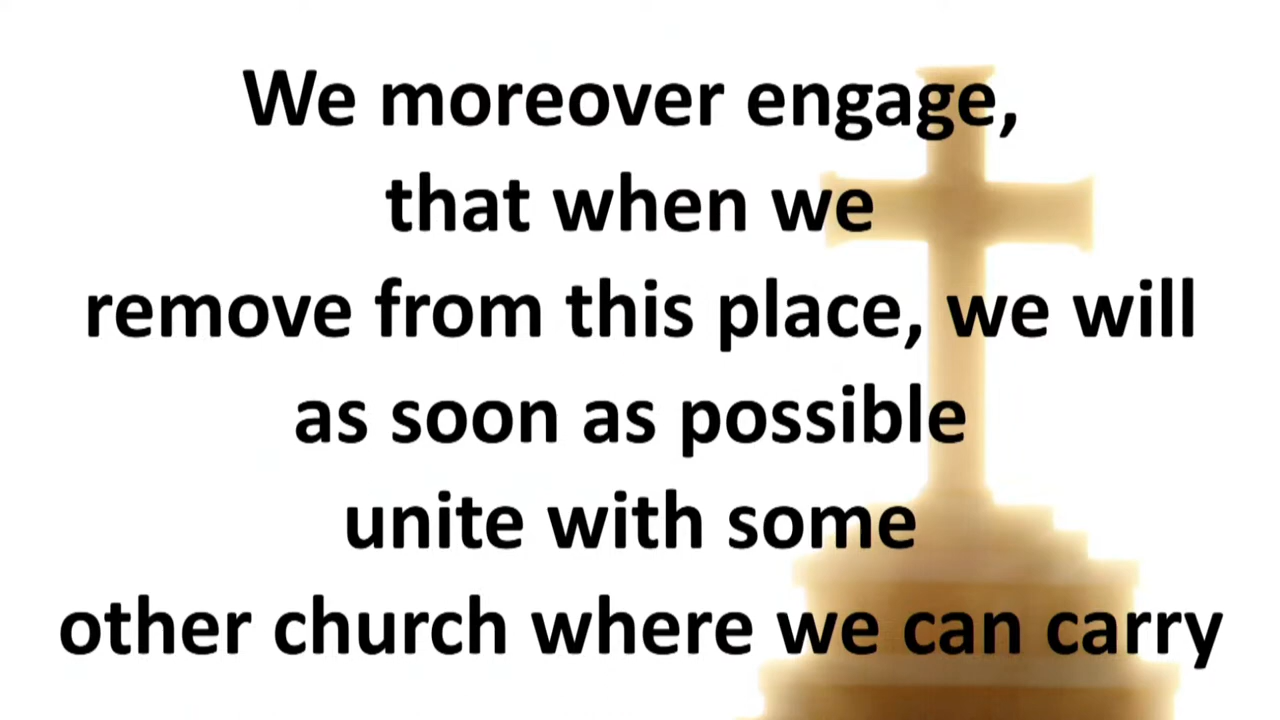 We moreover engage,
that when we
remove from this place, we will
as soon as possible
unite with some
other church where we can carry